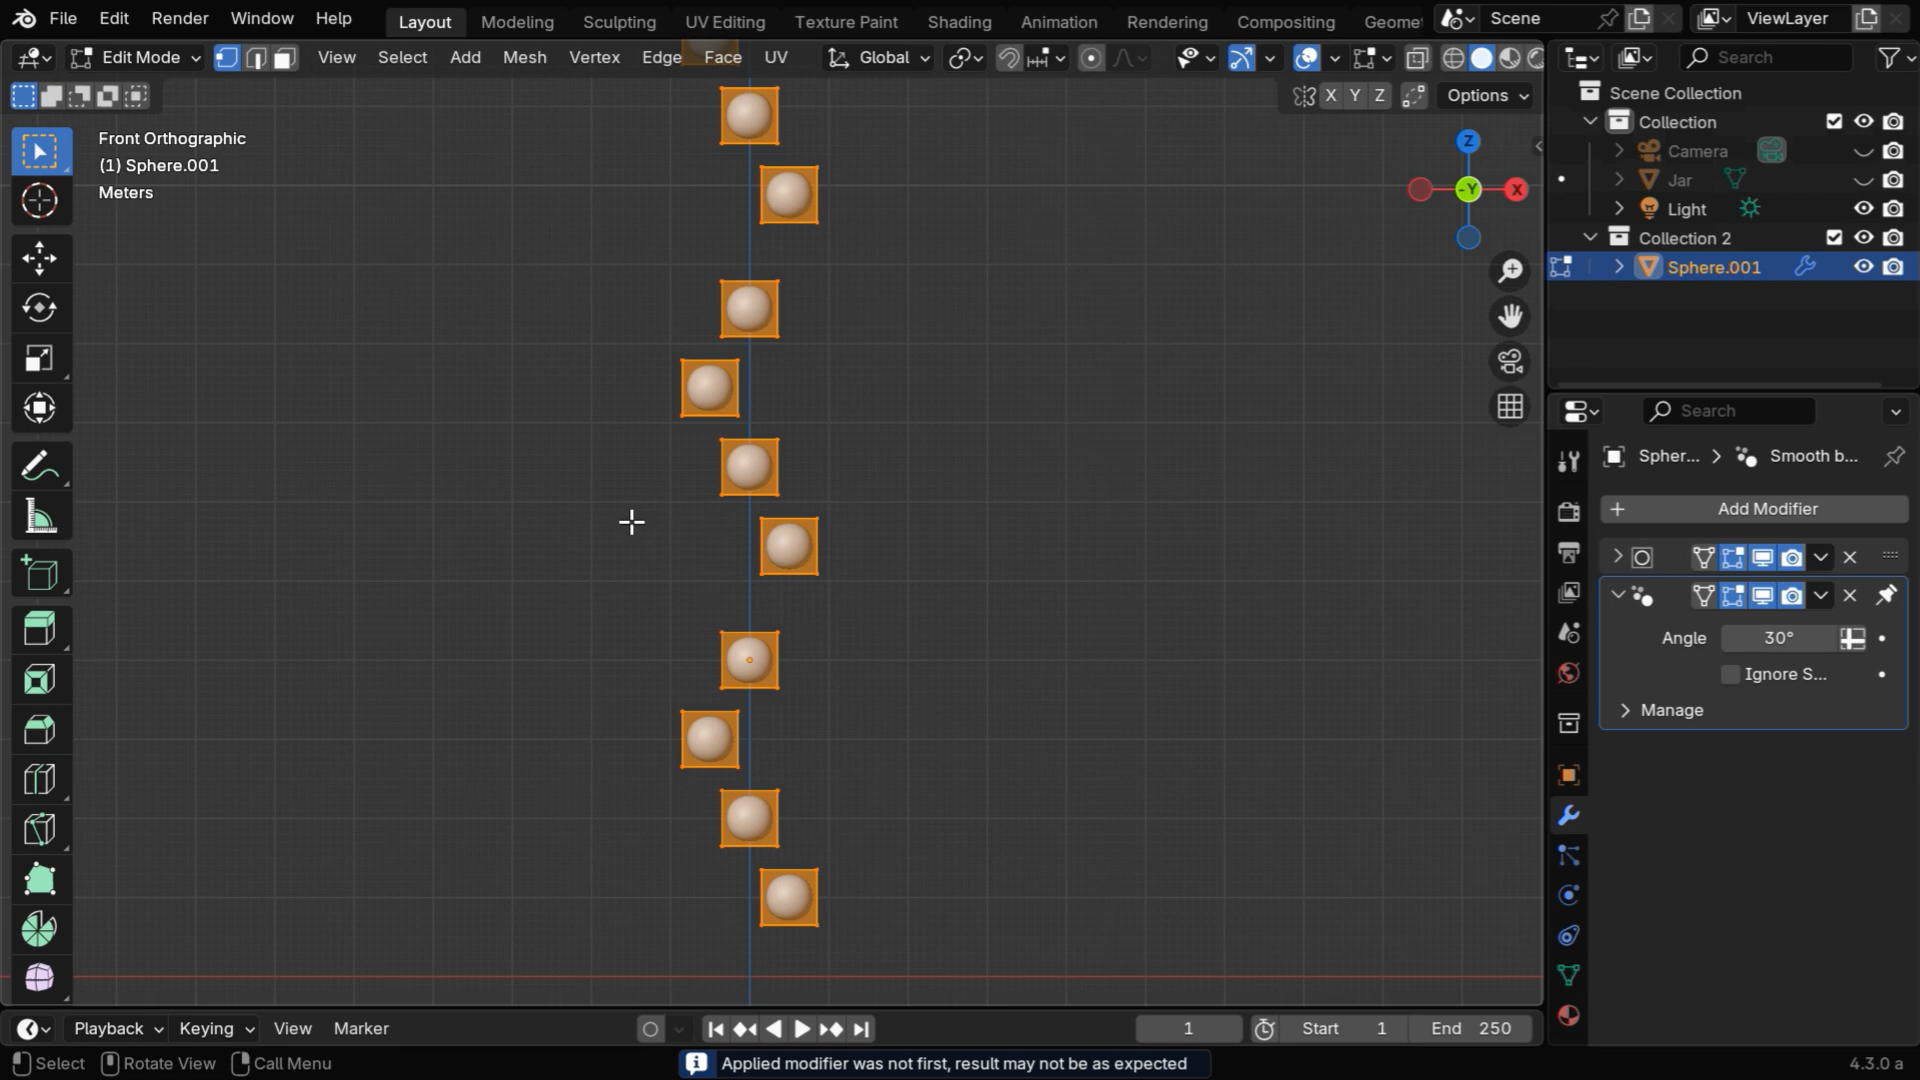 File Edit Render Window Help Layout Modeling Sculpting UV Editing Texture Paint Shading Animation Rendering Compositing Geomet Scene ViewLayer
Edit Mode View Select Add Mesh Vertex Edge Face UV Global Search
X Y Z Options
Front Orthographic
(1) Sphere.001
Meters
Z
-Y
X
Scene Collection
Collection
Camera
Jar
Light
Collection 2
Sphere.001
Search
Spher... Smooth b...
Add Modifier
Angle 30°
Ignore S...
Manage
Playback Keying View Marker 1 Start 1 End 250
Select Rotate View Call Menu Applied modifier was not first, result may not be as expected 4.3.0 a